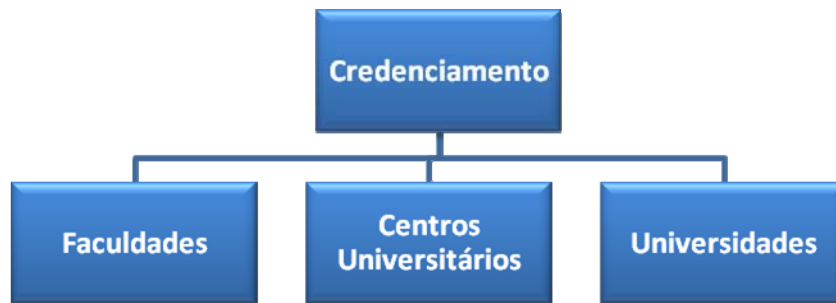 Credenciamento
Faculdades
Centros
Universitários
Universidades